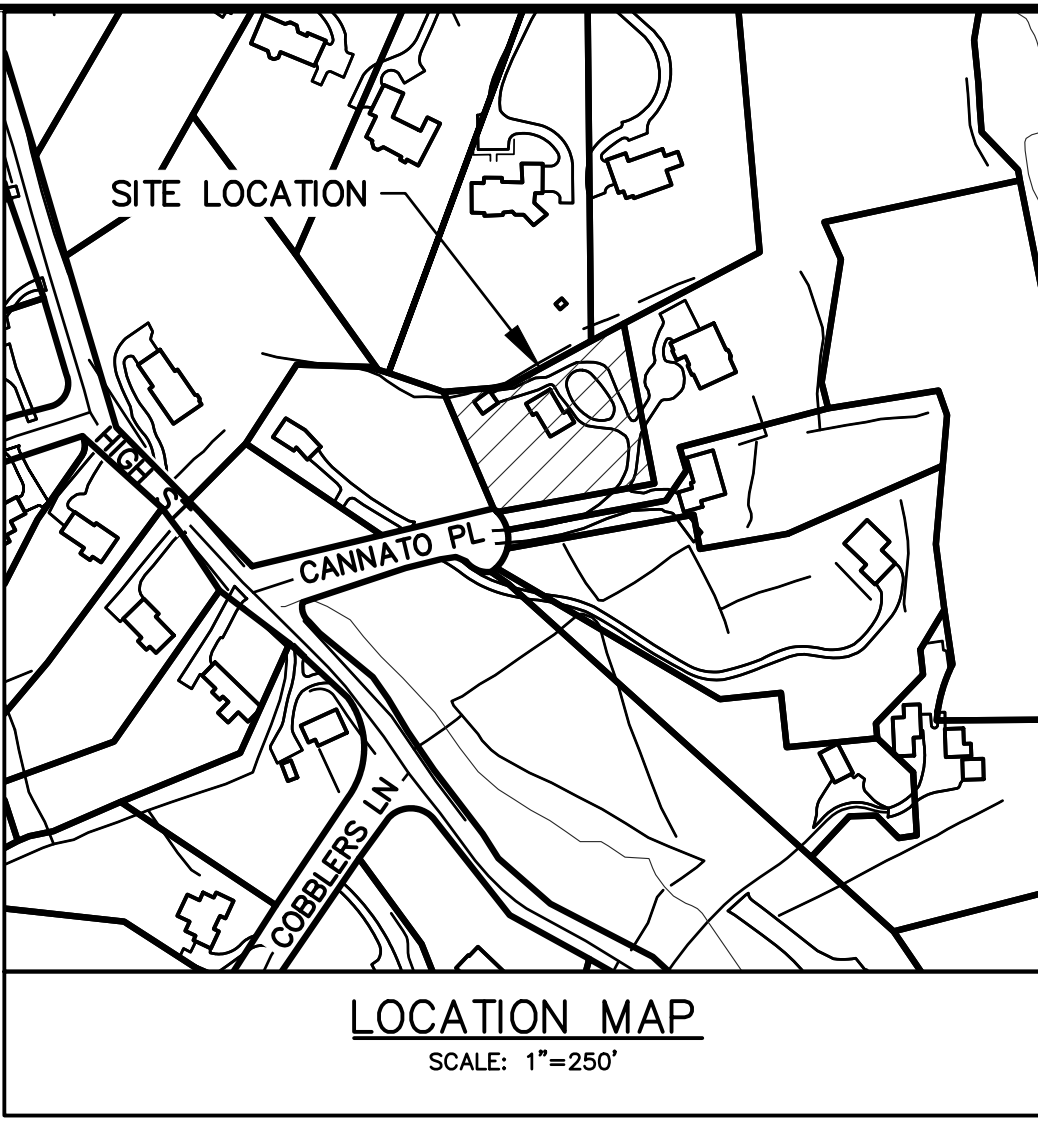 SITE LOCATION
HIGH ST
CANNATO PL
COBBLERS LN
LOCATION MAP
SCALE: 1"=250'